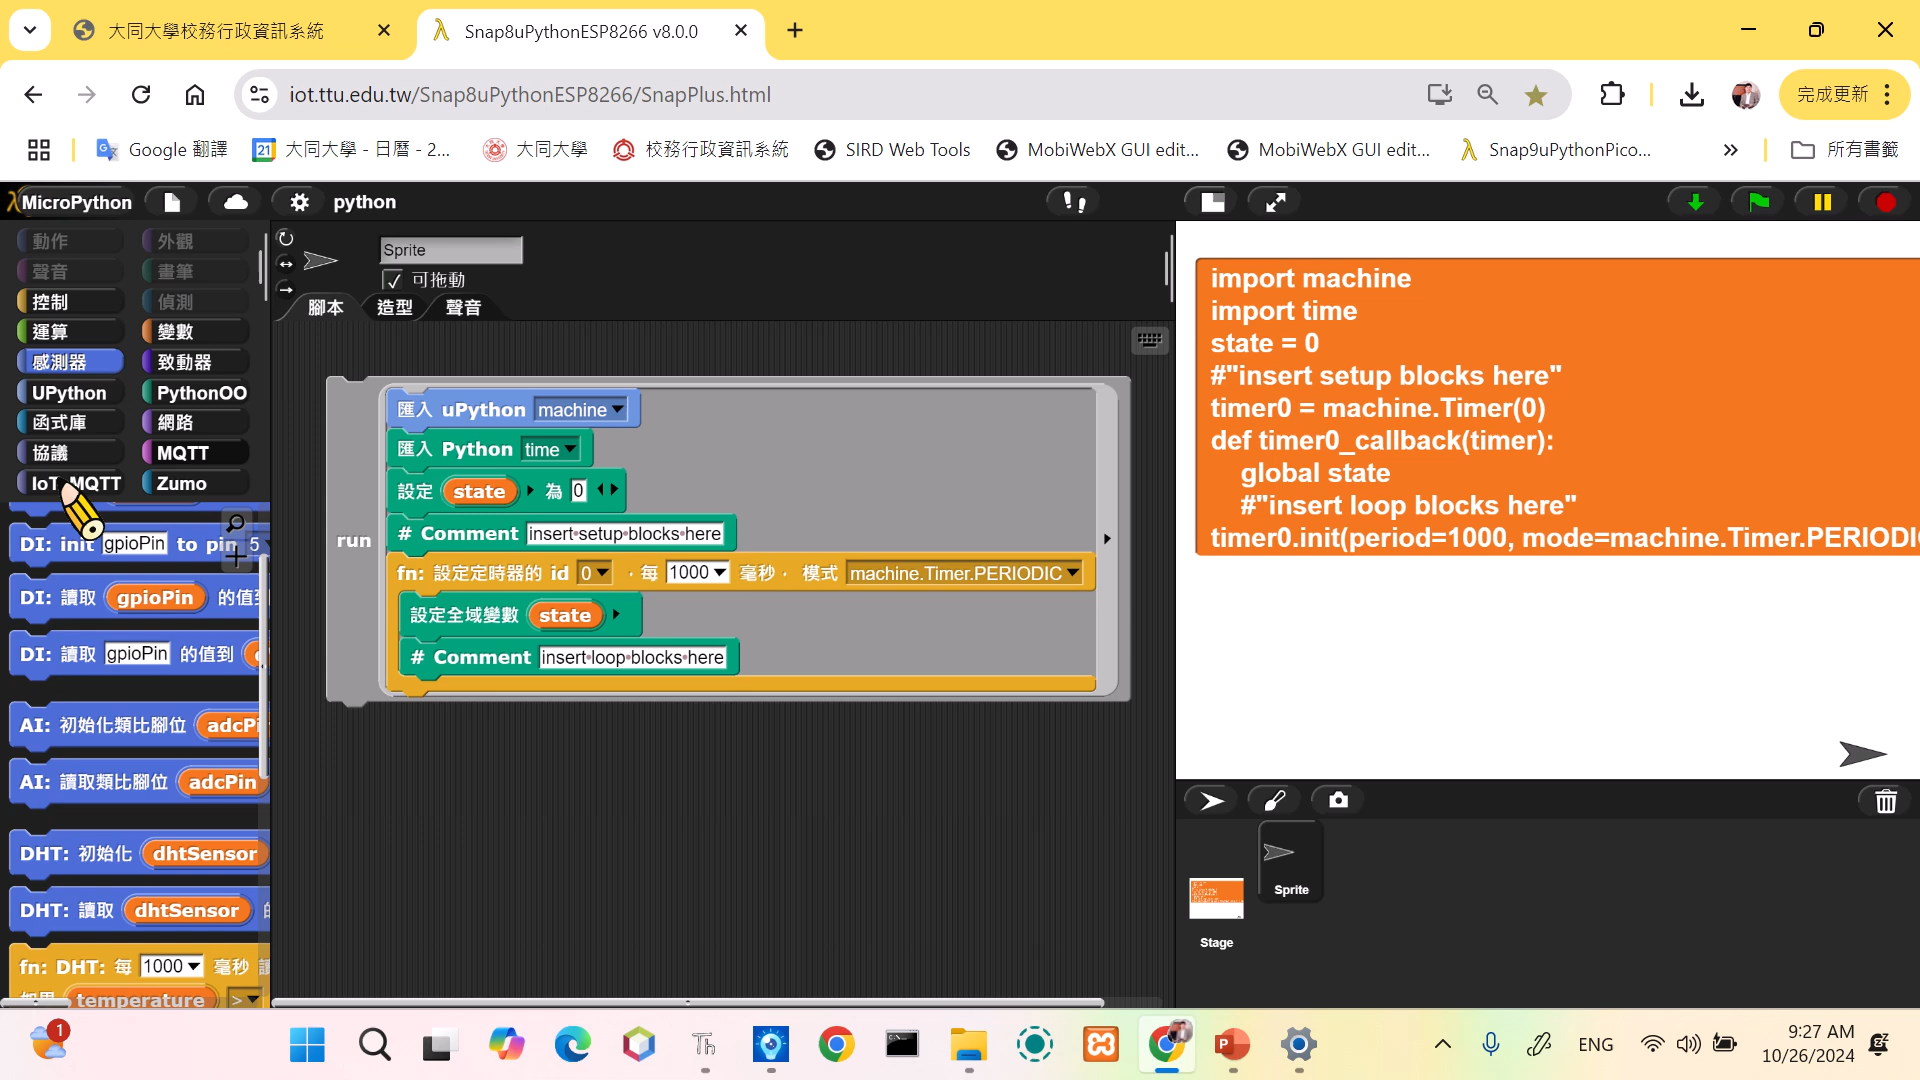 大同大學校務行政資訊系統
Snap8uPythonESP8266 v8.0.0
iot.ttu.edu.tw/Snap8uPythonESP8266/SnapPlus.html
完成更新
Google 翻譯
21
大同大學 - 日曆 - 2...
大同大學
校務行政資訊系統
SIRD Web Tools
MobiWebX GUI edit...
MobiWebX GUI edit...
Snap9uPythonPico...
所有書籤
MicroPython
python
動作
外觀
聲音
畫筆
控制
偵測
運算
變數
感測器
致動器
UPython
PythonOO
函式庫
網路
協議
MQTT
IoT MQTT
Zumo
DI: init gpioPin to pin 5
DI: 讀取 gpioPin 的值
DI: 讀取 gpioPin 的值到
AI: 初始化類比腳位 adcPi
AI: 讀取類比腳位 adcPin
DHT: 初始化 dhtSensor
DHT: 讀取 dhtSensor
fn: DHT: 每 1000 毫秒
如果 temperature >
Sprite
可拖動
腳本
造型
聲音
run
匯入 uPython machine
匯入 Python time
設定 state 為 0
# Comment insert setup blocks here
fn: 設定定時器的 id 0 , 每 1000 毫秒, 模式 machine.Timer.PERIODIC
設定全域變數 state
# Comment insert loop blocks here
import machine
import time
state = 0
#"insert setup blocks here"
timer0 = machine.Timer(0)
def timer0_callback(timer):
global state
#"insert loop blocks here"
timer0.init(period=1000, mode=machine.Timer.PERIODI
Sprite
Stage
1
Th
ENG
9:27 AM
10/26/2024